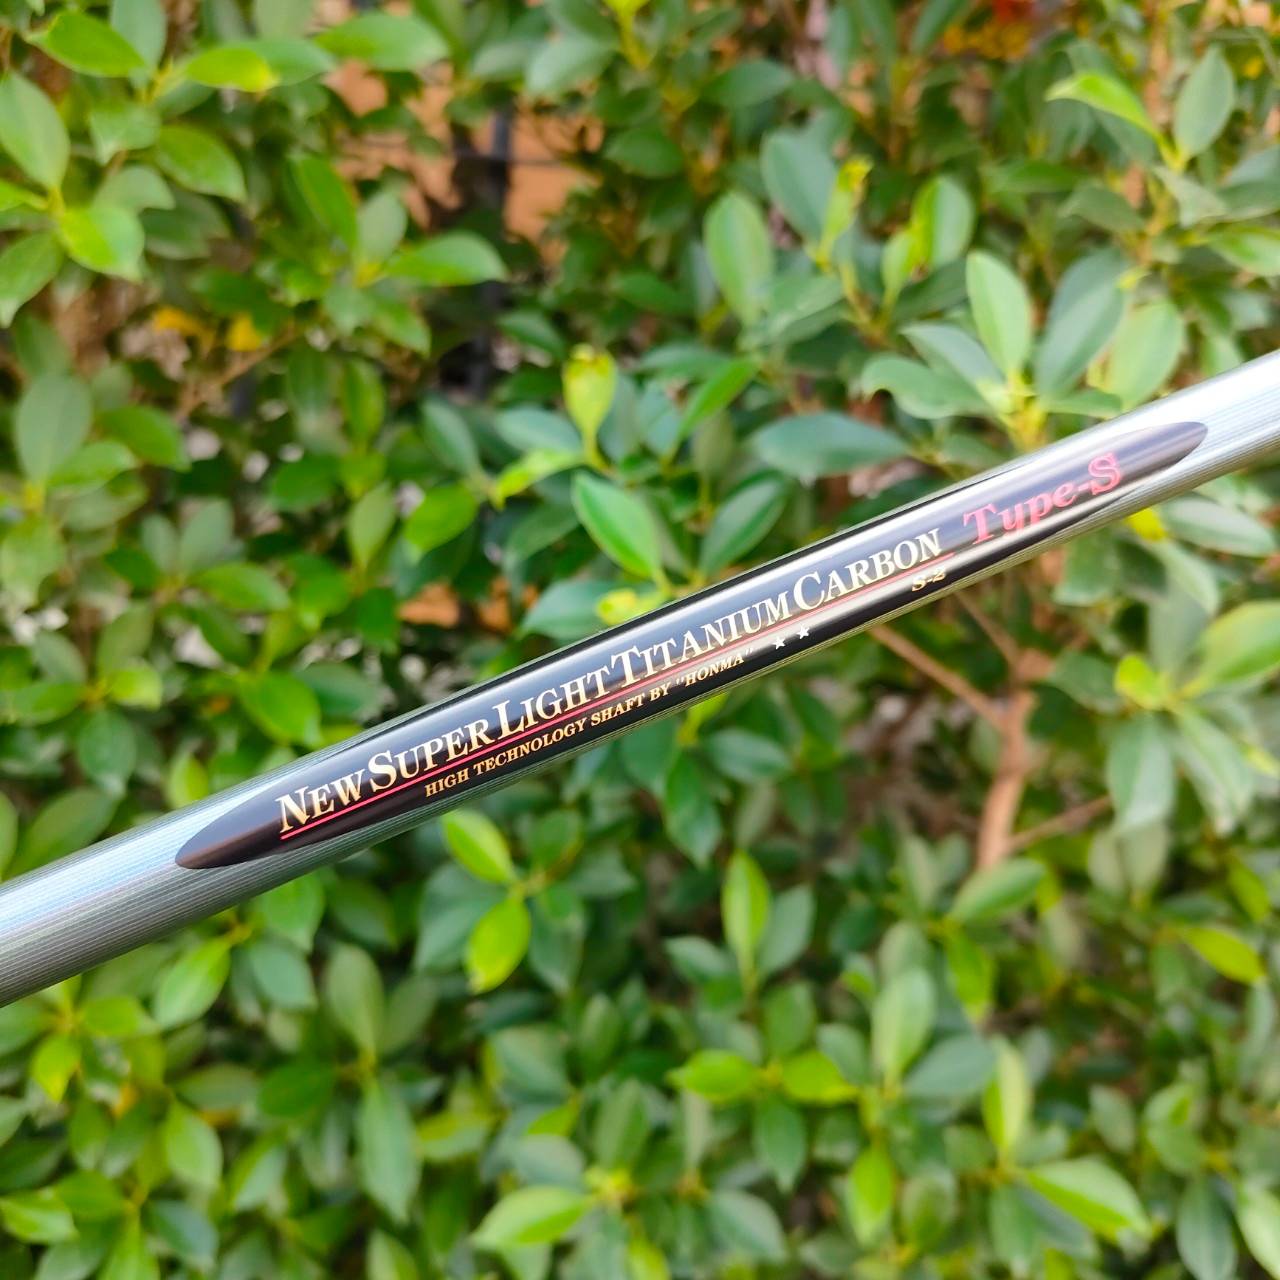 NEW SUPER LIGHT TITANIUM CARBON Type-S
S-2
HIGH TECHNOLOGY SHAFT BY "HONMA" ★ ★